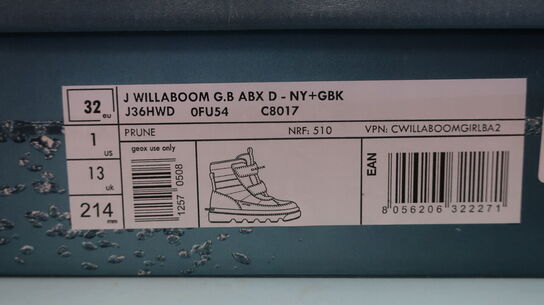 32 eu
J WILLABOOM G.B ABX D - NY+GBK
J36HWD 0FU54 C8017
1 us
PRUNE NRF: 510 VPN: CWILLABOOMGIRLBA2
geox use only
13 uk
214 mm
1257 0508
EAN
8 056206 322271